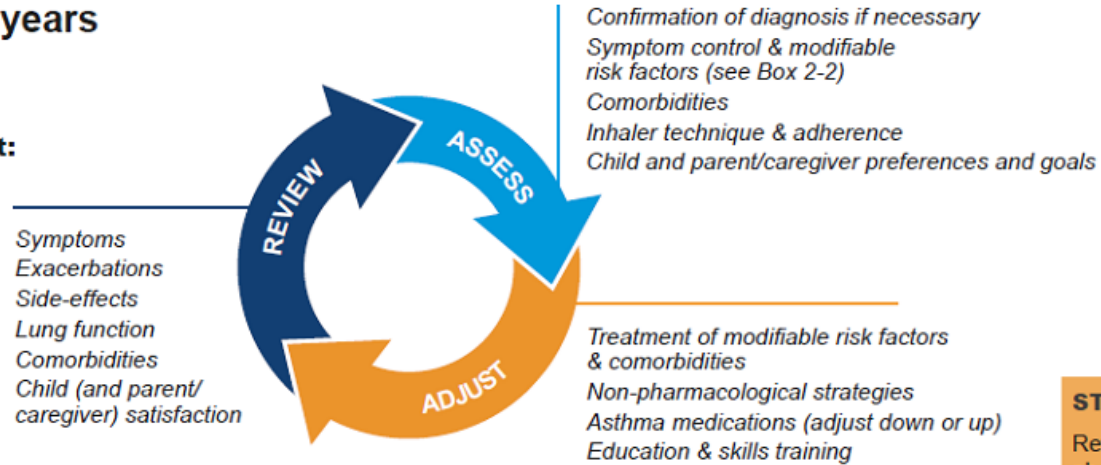 years
t:
Confirmation of diagnosis if necessary
Symptom control & modifiable
risk factors (see Box 2-2)
Comorbidities
Inhaler technique & adherence
Child and parent/caregiver preferences and goals
ASSESS
REVIEW
Symptoms
Exacerbations
Side-effects
Lung function
Comorbidities
Child (and parent/
caregiver) satisfaction
ADJUST
Treatment of modifiable risk factors
& comorbidities
Non-pharmacological strategies
Asthma medications (adjust down or up)
Education & skills training
ST
Re